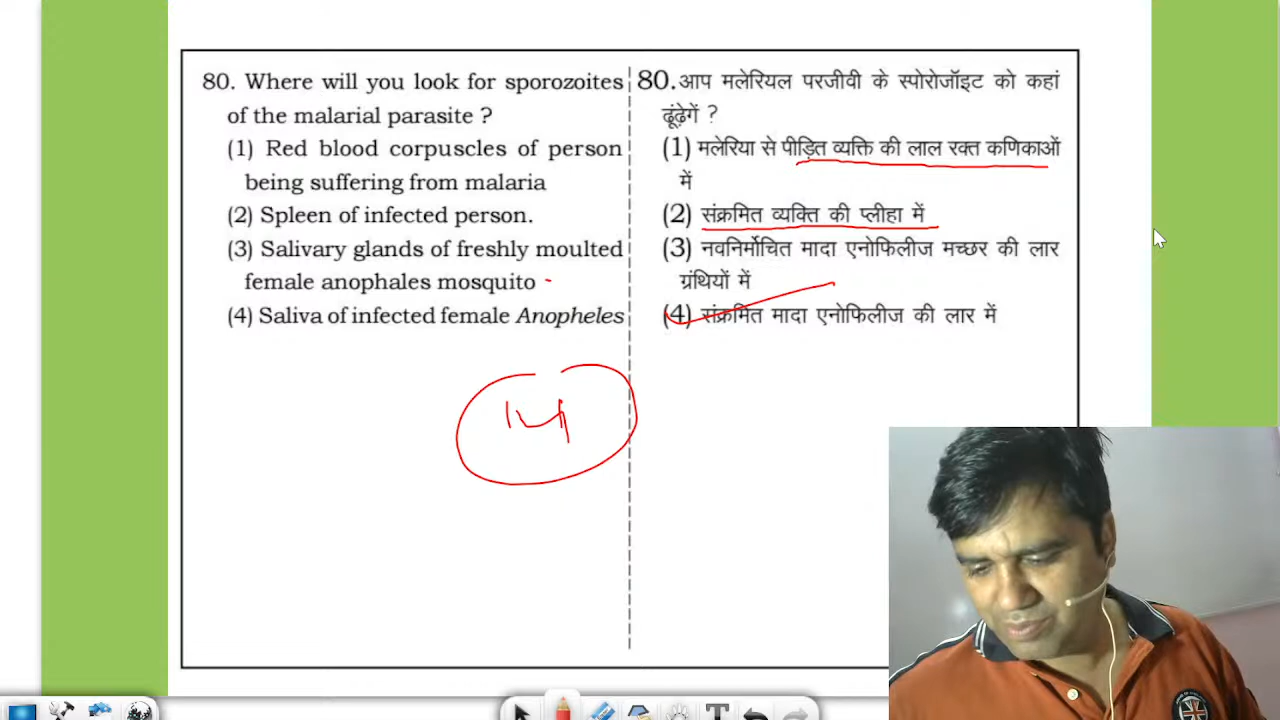 80. Where will you look for sporozoites
of the malarial parasite ?
(1) Red blood corpuscles of person
being suffering from malaria
(2) Spleen of infected person.
(3) Salivary glands of freshly moulted
female anophales mosquito
(4) Saliva of infected female Anopheles
80. आप मलेरियल परजीवी के स्पोरोजॉइट को कहां
ढूंढ़ेगें ?
(1) मलेरिया से पीड़ित व्यक्ति की लाल रक्त कणिकाओं
में
(2) संक्रमित व्यक्ति की प्लीहा में
(3) नवनिर्मोचित मादा एनोफिलीज मच्छर की लार
ग्रंथियों में
(4) संक्रमित मादा एनोफिलीज की लार में